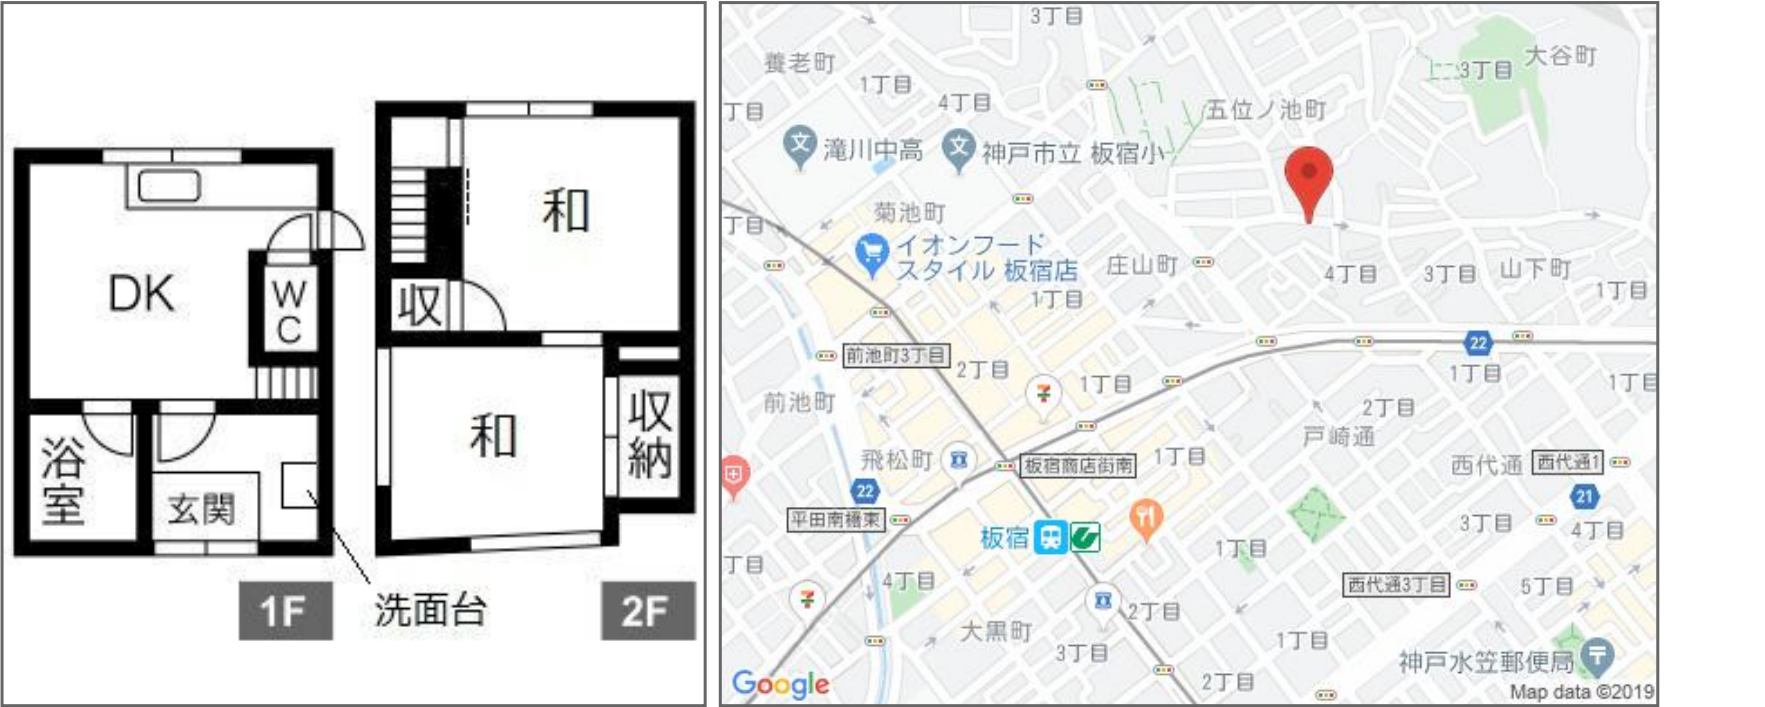 DK
WC
浴室
玄関
1F
洗面台
和
収
和
収納
2F
3丁目
養老町
1丁目
4丁目
丁目
滝川中高
神戸市立 板宿小
五位ノ池町
3丁目
大谷町
丁目
菊池町
イオンフード
スタイル 板宿店
庄山町
1丁目
4丁目
3丁目
山下町
1丁目
22
前池町3丁目
2丁目
1丁目
1丁目
1丁目
前池町
2丁目
戸崎通
飛松町
板宿商店街南
1丁目
西代通
西代通1
22
21
平田南橋東
板宿
3丁目
4丁目
丁目
1丁目
4丁目
西代通3丁目
5丁目
2丁目
大黒町
3丁目
1丁目
神戸水笠郵便局
2丁目
Google
Map data ©2019